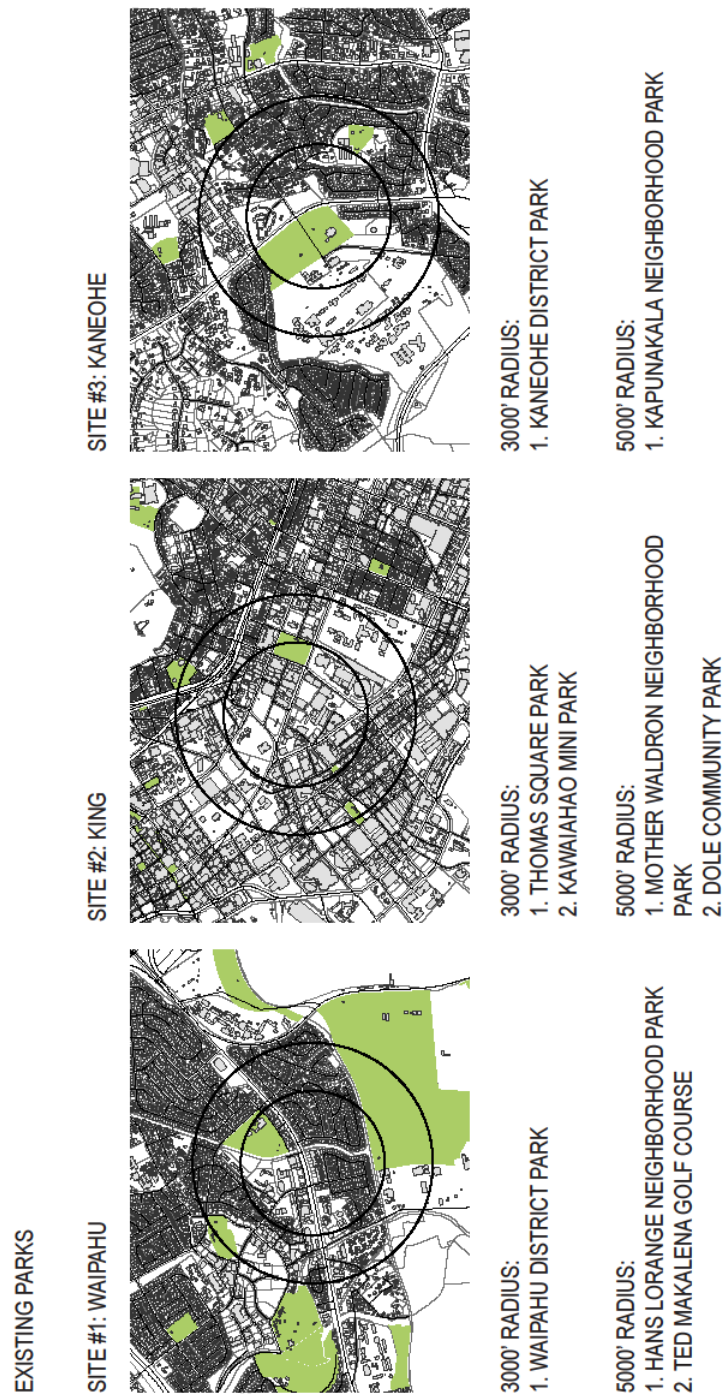 EXISTING PARKS
SITE #1: WAIPAHU
3000' RADIUS:
1. WAIPAHU DISTRICT PARK
5000' RADIUS:
1. HANS LORANGE NEIGHBORHOOD PARK
2. TED MAKALENA GOLF COURSE
SITE #2: KING
3000' RADIUS:
1. THOMAS SQUARE PARK
2. KAWAIAHAO MINI PARK
5000' RADIUS:
1. MOTHER WALDRON NEIGHBORHOOD
PARK
2. DOLE COMMUNITY PARK
SITE #3: KANEOHE
3000' RADIUS:
1. KANEOHE DISTRICT PARK
5000' RADIUS:
1. KAPUNAKALA NEIGHBORHOOD PARK